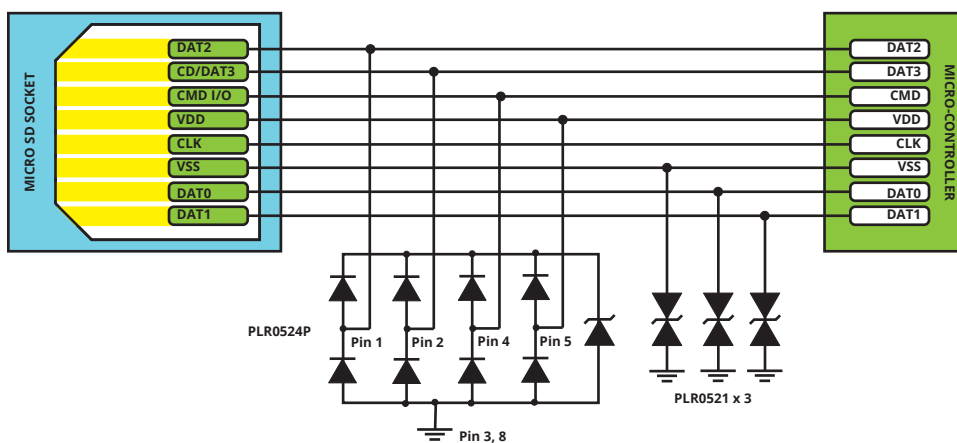 MICRO SD SOCKET
DAT2
CD/DAT3
CMD I/O
VDD
CLK
VSS
DAT0
DAT1
DAT2
DAT3
CMD
VDD
CLK
VSS
DAT0
DAT1
MICRO-CONTROLLER
PLR0524P
Pin 1
Pin 2
Pin 4
Pin 5
PLR0521 x 3
Pin 3, 8